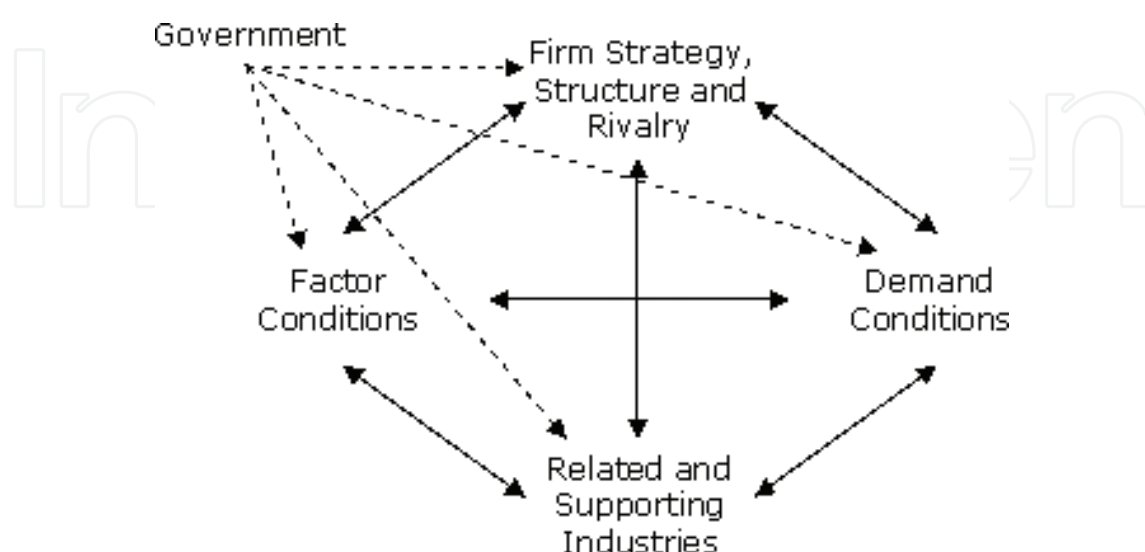 Government
Firm Strategy,
Structure and
Rivalry
Factor
Conditions
Demand
Conditions
Related and
Supporting
Industries